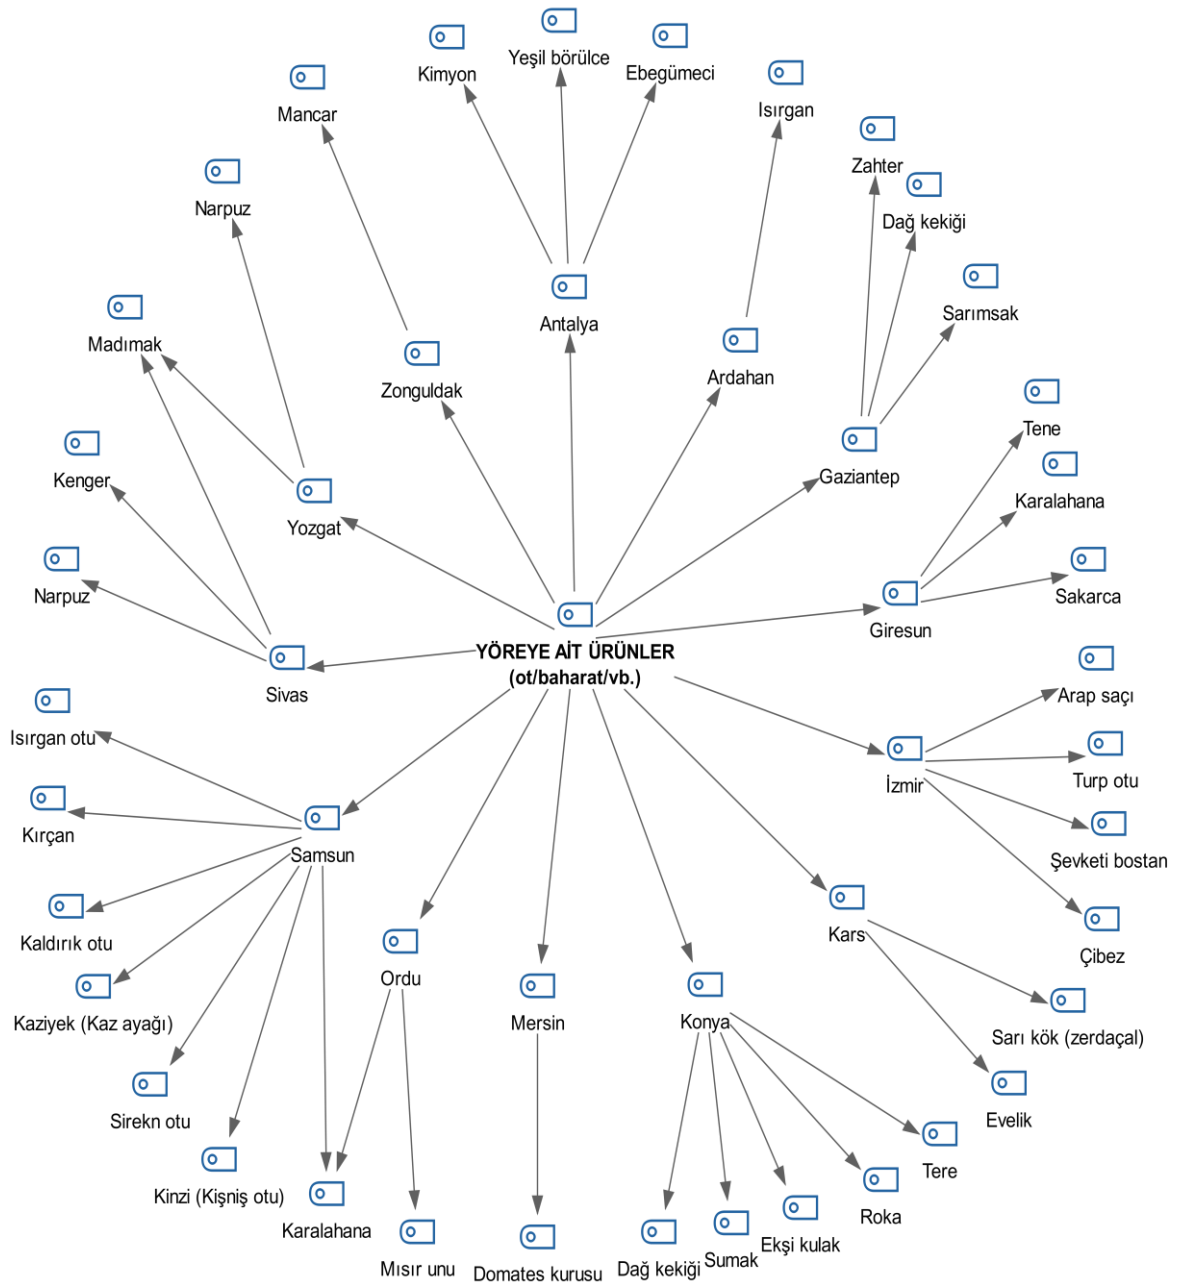 Yeşil börülce
Kimyon
Ebegümeci
Mancar
Isırgan
Zahter
Narpuz
Dağ kekiği
Sarımsak
Antalya
Madımak
Zonguldak
Ardahan
Tene
Kenger
Gaziantep
Karalahana
Yozgat
Narpuz
Sakarca
Giresun
YÖREYE AİT ÜRÜNLER
(ot/baharat/vb.)
Sivas
Arap saçı
Isırgan otu
Turp otu
İzmir
Kırçan
Samsun
Şevketi bostan
Kars
Kaldırık otu
Çibez
Ordu
Kaziyek (Kaz ayağı)
Mersin
Konya
Sarı kök (zerdaçal)
Sirekn otu
Evelik
Tere
Kinzi (Kişniş otu)
Roka
Karalahana
Ekşi kulak
Sumak
Mısır unu
Domates kurusu
Dağ kekiği